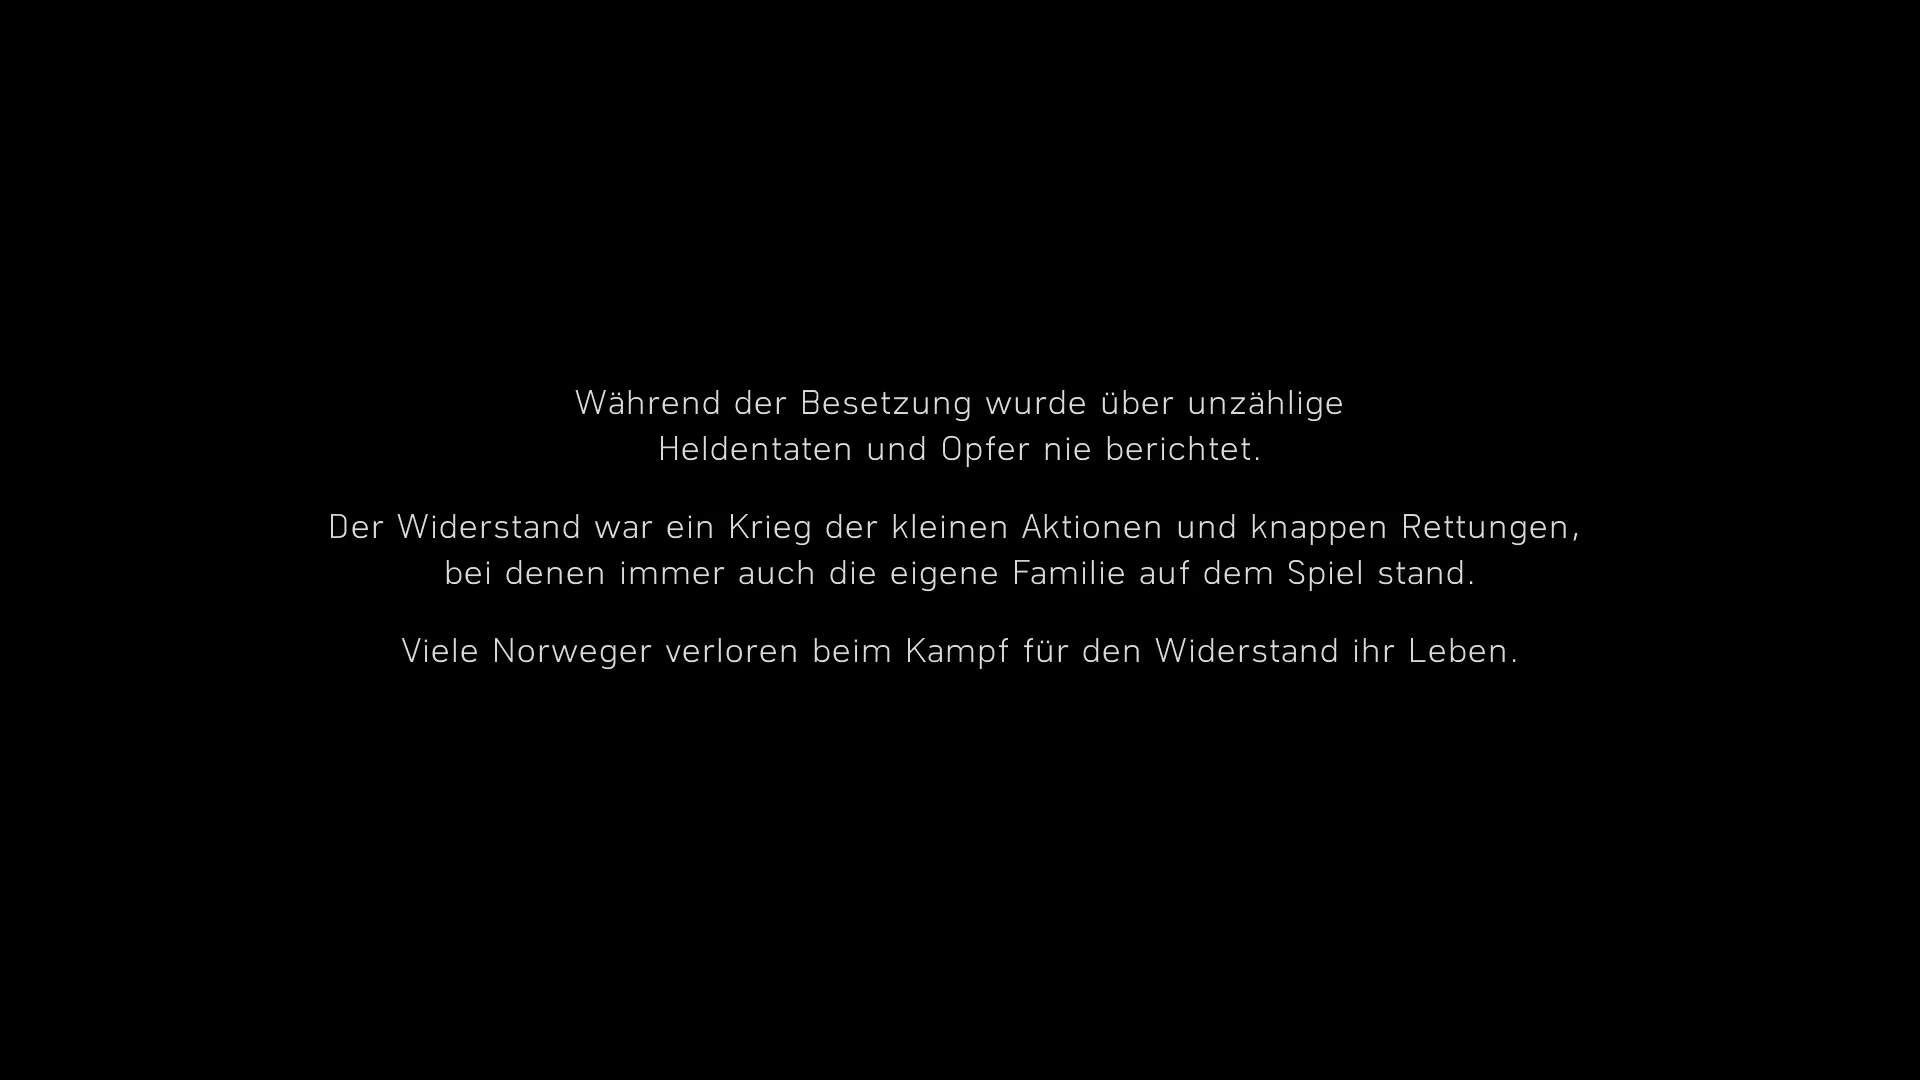 Während der Besetzung wurde über unzählige
Heldentaten und Opfer nie berichtet.
Der Widerstand war ein Krieg der kleinen Aktionen und knappen Rettungen,
bei denen immer auch die eigene Familie auf dem Spiel stand.
Viele Norweger verloren beim Kampf für den Widerstand ihr Leben.